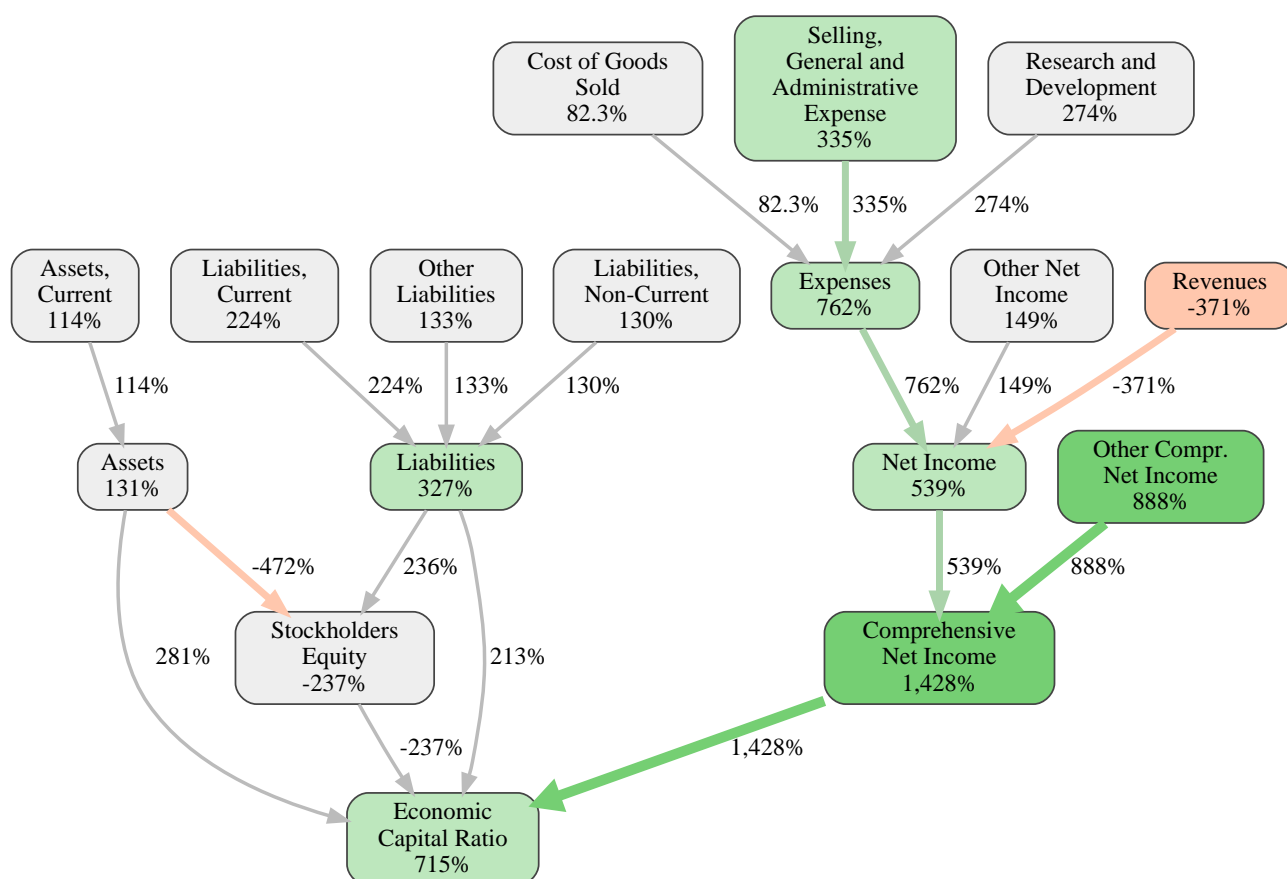 Cost of Goods
Sold
82.3%
Selling,
General and
Administrative
Expense
335%
Research and
Development
274%
82.3%
335%
274%
Assets,
Current
114%
Liabilities,
Current
224%
Other
Liabilities
133%
Liabilities,
Non-Current
130%
Expenses
762%
Other Net
Income
149%
Revenues
-371%
114%
224%
133%
130%
762%
149%
-371%
Assets
131%
Liabilities
327%
Net Income
539%
Other Compr.
Net Income
888%
-472%
236%
539%
888%
281%
Stockholders
Equity
-237%
213%
Comprehensive
Net Income
1,428%
-237%
1,428%
Economic
Capital Ratio
715%